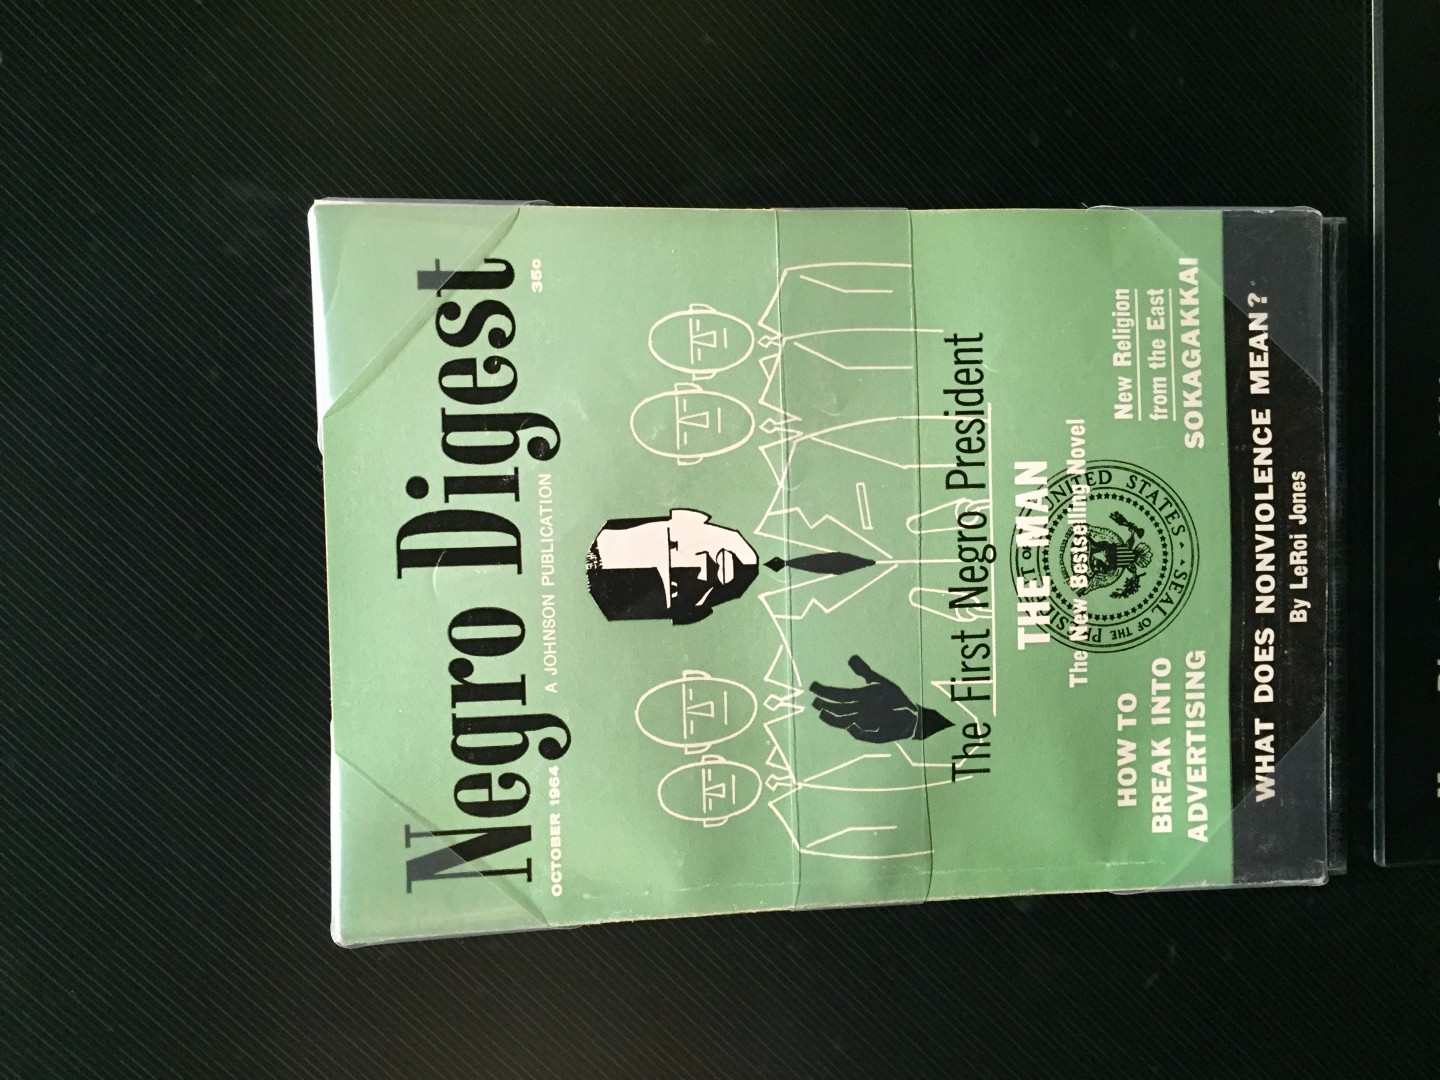 Negro Digest
OCTOBER 1964
A JOHNSON PUBLICATION
35c
The First Negro President
THE MAN
The New Bestselling Novel
SEAL OF THE PRESIDENT OF THE UNITED STATES
HOW TO
BREAK INTO
ADVERTISING
New Religion
from the East
SOKAGAKKAI
WHAT DOES NONVIOLENCE MEAN?
By LeRoi Jones